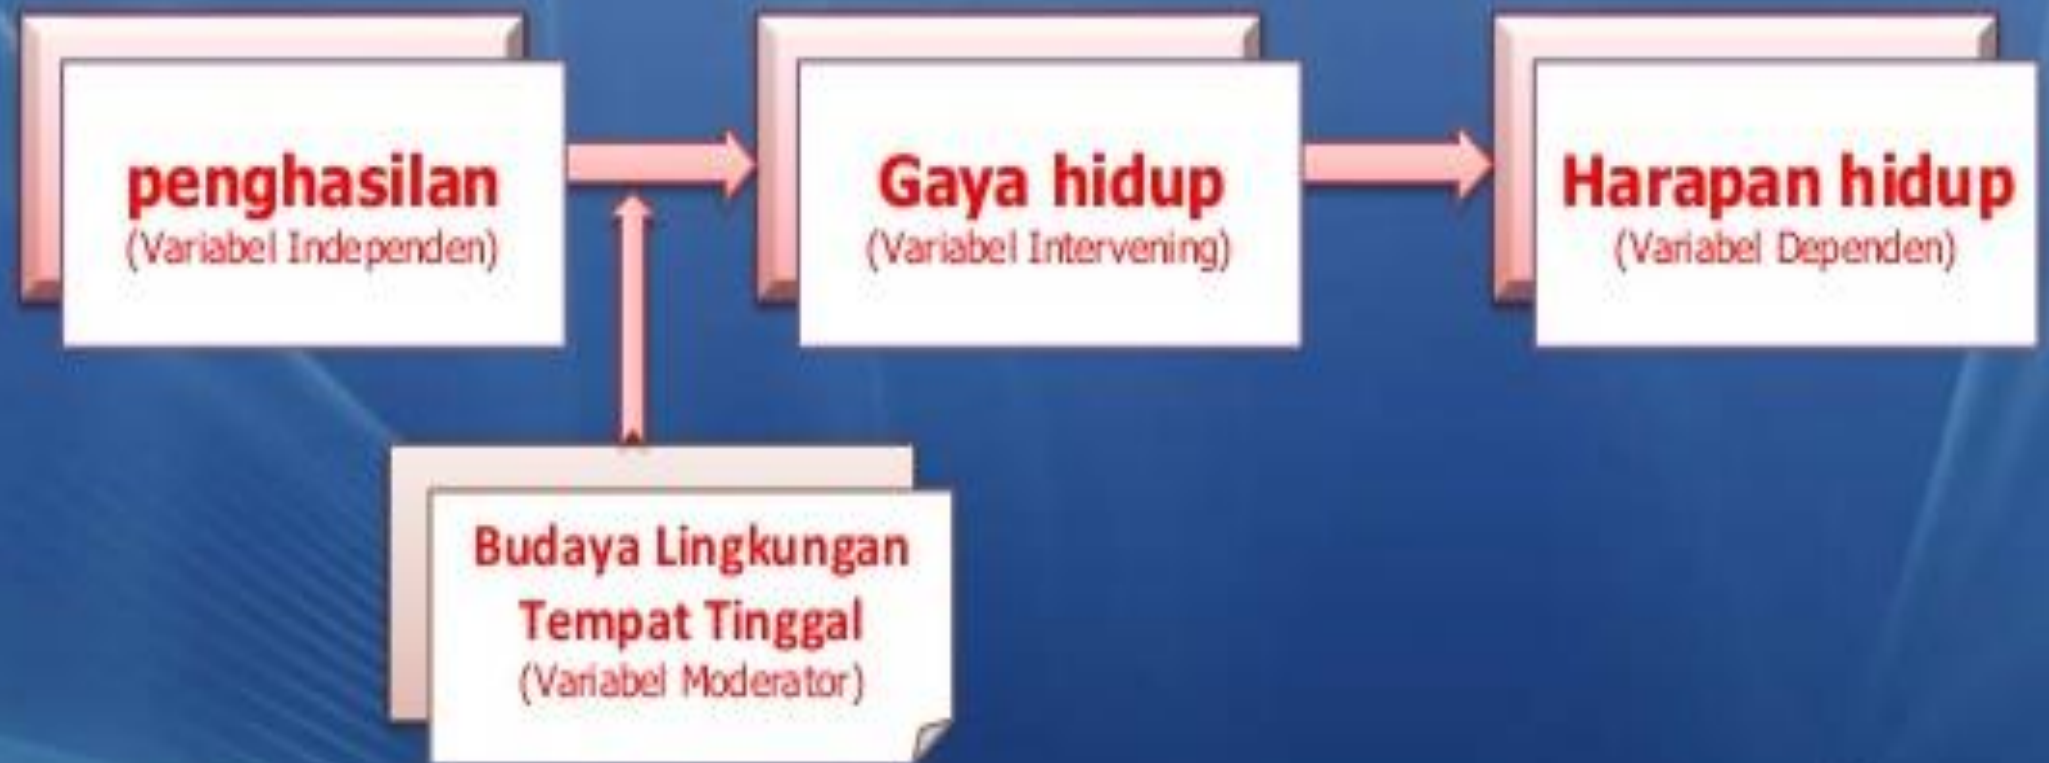 penghasilan
(Variabel Independen)
Gaya hidup
(Variabel Intervening)
Harapan hidup
(Variabel Dependen)
Budaya Lingkungan
Tempat Tinggal
(Variabel Moderator)